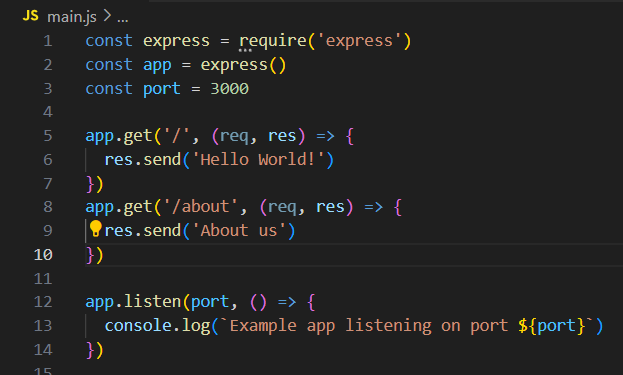 JS main.js > ...
1 const express = require('express')
2 const app = express()
3 const port = 3000
4
5 app.get('/', (req, res) => {
6   res.send('Hello World!')
7 })
8 app.get('/about', (req, res) => {
9   res.send('About us')
10 })
11
12 app.listen(port, () => {
13   console.log(`Example app listening on port ${port}`)
14 })
15